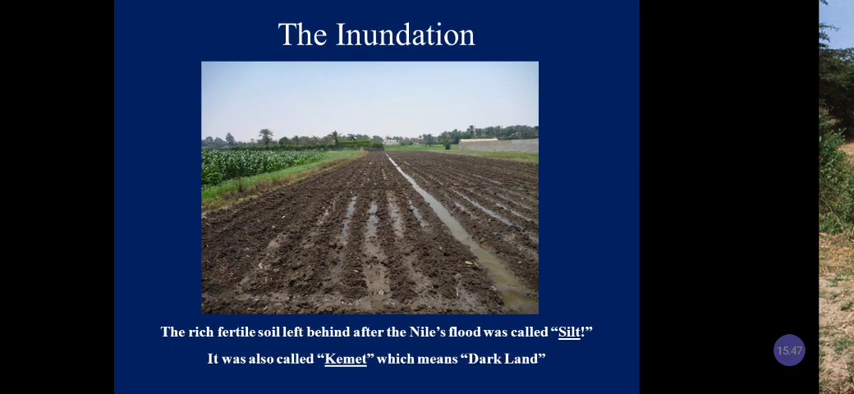 The Inundation
The rich fertile soil left behind after the Nile's flood was called “Silt!”
It was also called “Kemet” which means “Dark Land”
15:47